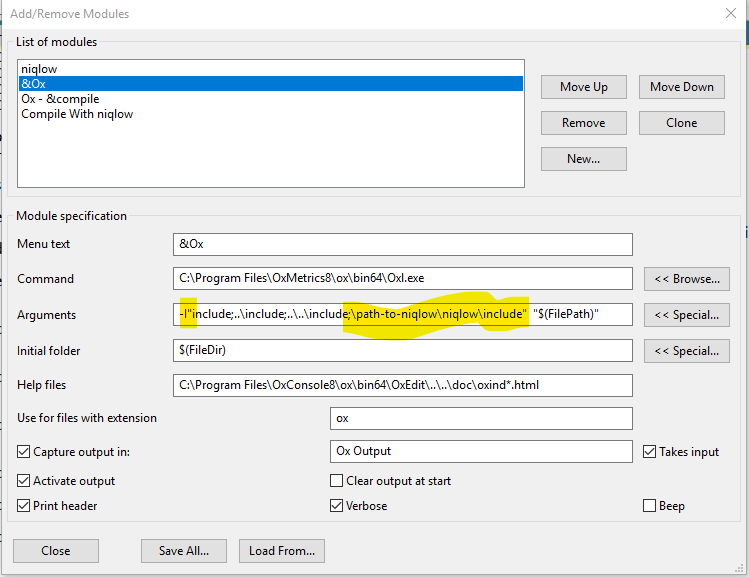 Add/Remove Modules
List of modules
niqlow
&Ox
Ox - &compile
Compile With niqlow
Move Up
Move Down
Remove
Clone
New...
Module specification
Menu text
&Ox
Command
C:\Program Files\OxMetrics8\ox\bin64\Oxl.exe
<< Browse...
Arguments
-I"include;..\include;..\..\include;\path-to-niqlow\niqlow\include" "$(FilePath)"
<< Special...
Initial folder
$(FileDir)
<< Special...
Help files
C:\Program Files\OxConsole8\ox\bin64\OxEdit\..\..\doc\oxind*.html
Use for files with extension
ox
Capture output in:
Ox Output
Takes input
Activate output
Clear output at start
Print header
Verbose
Beep
Close
Save All...
Load From...